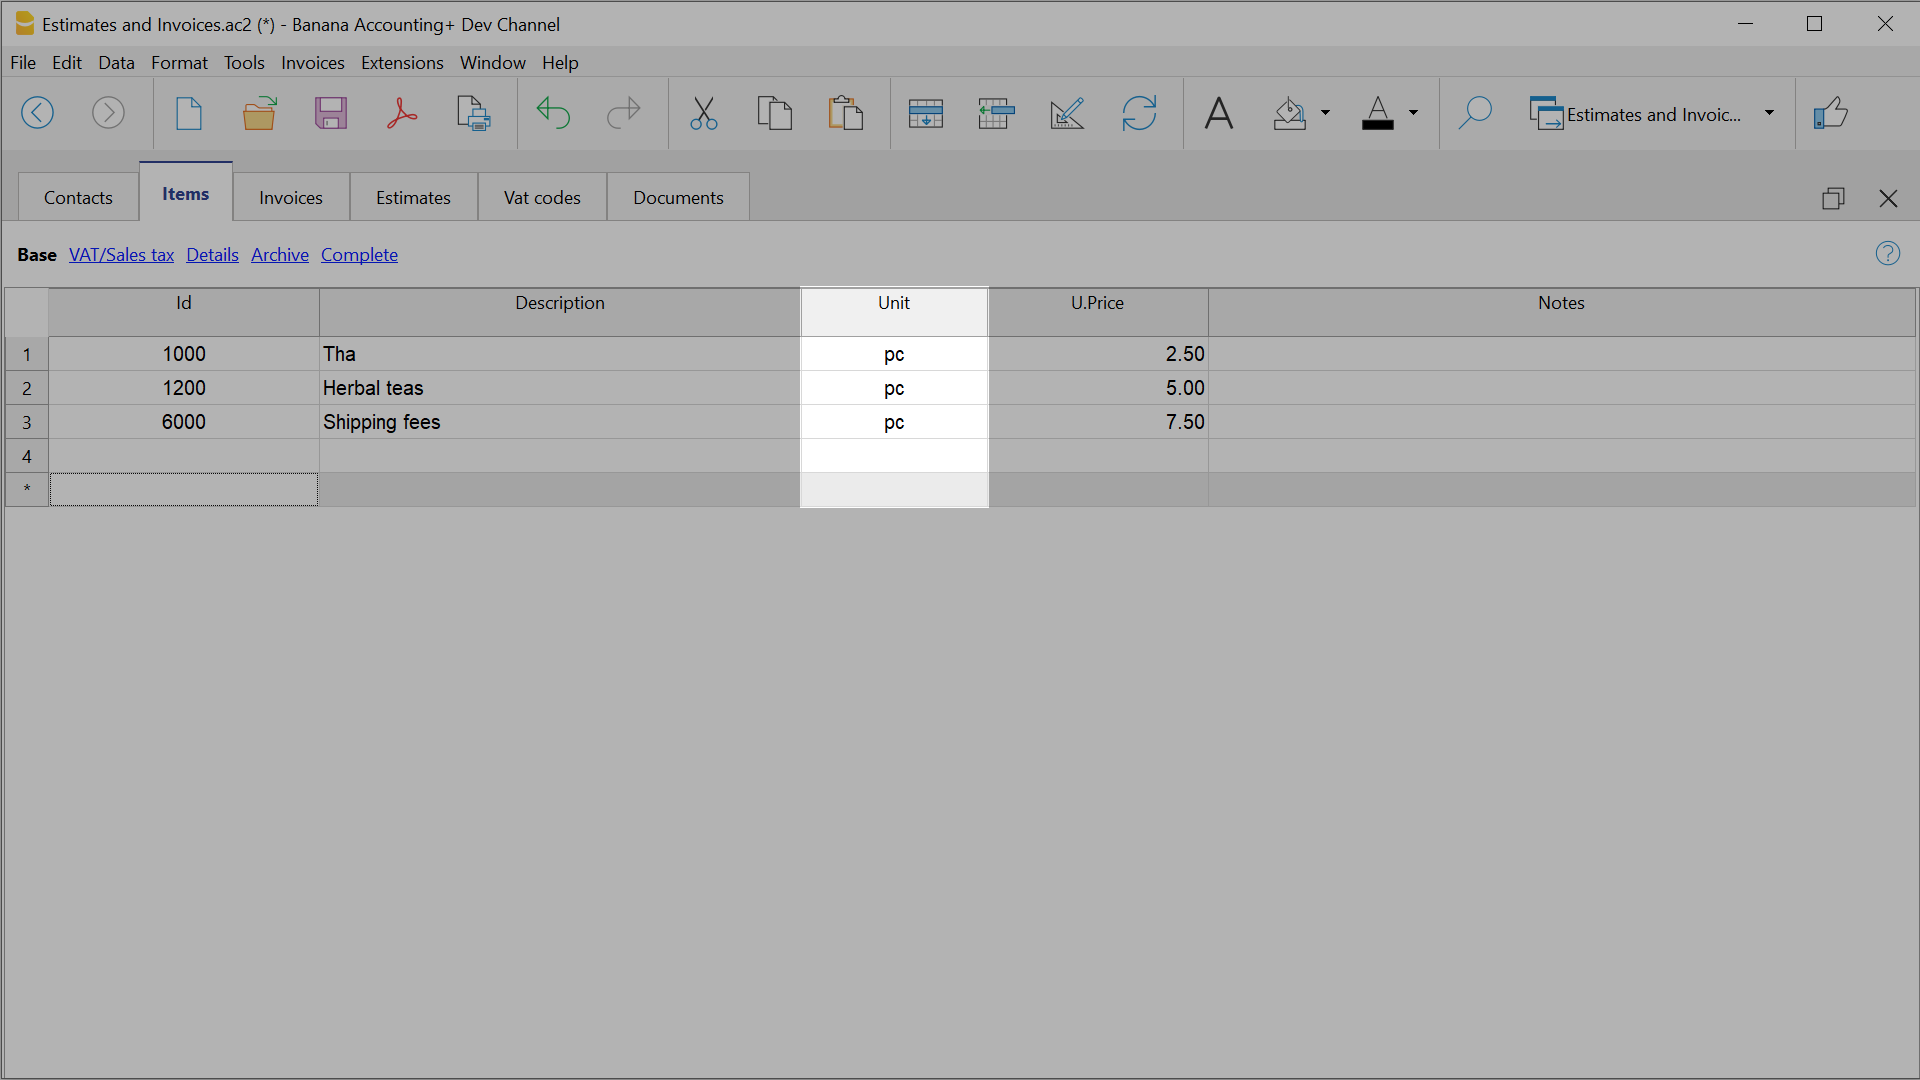 Estimates and Invoices.ac2 (*) - Banana Accounting+ Dev Channel
File Edit Data Format Tools Invoices Extensions Window Help
Estimates and Invoic...
Contacts Items Invoices Estimates Vat codes Documents
Base VAT/Sales tax Details Archive Complete
Id Description Unit U.Price Notes
1 1000 Tha pc 2.50
2 1200 Herbal teas pc 5.00
3 6000 Shipping fees pc 7.50
4
*